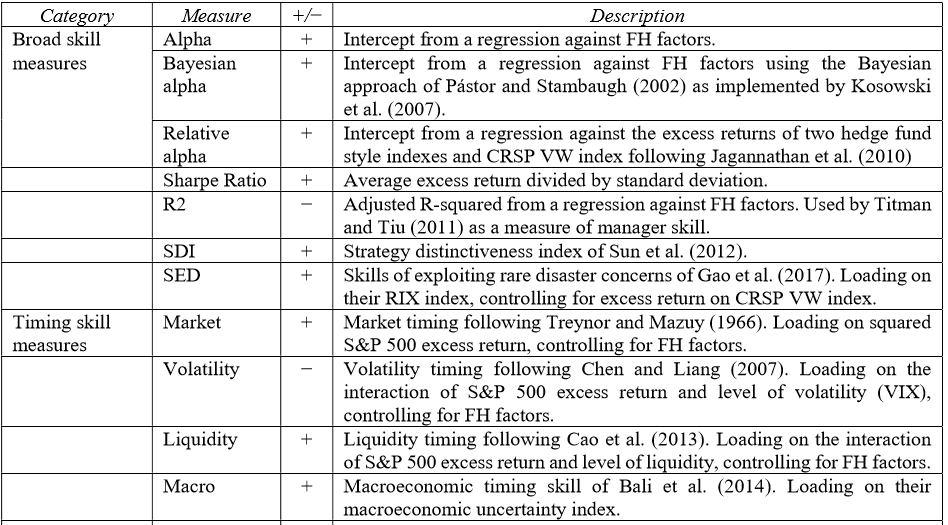 Category Measure +/− Description
Broad skill measures Alpha + Intercept from a regression against FH factors.
Bayesian alpha + Intercept from a regression against FH factors using the Bayesian
approach of Pástor and Stambaugh (2002) as implemented by Kosowski
et al. (2007).
Relative alpha + Intercept from a regression against the excess returns of two hedge fund
style indexes and CRSP VW index following Jagannathan et al. (2010)
Sharpe Ratio + Average excess return divided by standard deviation.
R2 − Adjusted R-squared from a regression against FH factors. Used by Titman
and Tiu (2011) as a measure of manager skill.
SDI + Strategy distinctiveness index of Sun et al. (2012).
SED + Skills of exploiting rare disaster concerns of Gao et al. (2017). Loading on
their RIX index, controlling for excess return on CRSP VW index.
Timing skill measures Market + Market timing following Treynor and Mazuy (1966). Loading on squared
S&P 500 excess return, controlling for FH factors.
Volatility − Volatility timing following Chen and Liang (2007). Loading on the
interaction of S&P 500 excess return and level of volatility (VIX),
controlling for FH factors.
Liquidity + Liquidity timing following Cao et al. (2013). Loading on the interaction
of S&P 500 excess return and level of liquidity, controlling for FH factors.
Macro + Macroeconomic timing skill of Bali et al. (2014). Loading on their
macroeconomic uncertainty index.